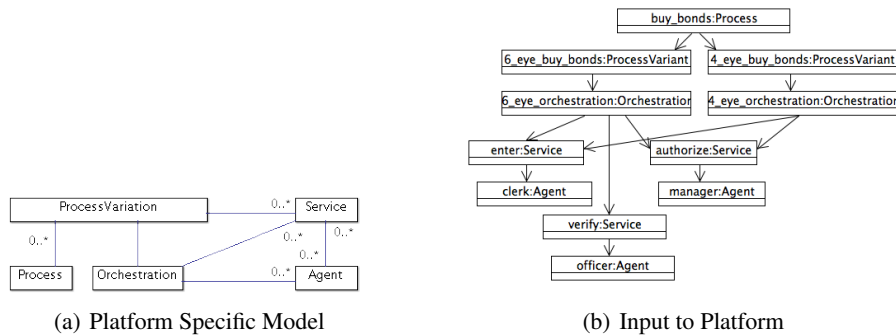 buy_bonds:Process
6_eye_buy_bonds:ProcessVariant 4_eye_buy_bonds:ProcessVariant
6_eye_orchestration:Orchestration 4_eye_orchestration:Orchestration
enter:Service authorize:Service
clerk:Agent manager:Agent
verify:Service
officer:Agent
ProcessVariation 0..* Service
0..* 0..* 0..*
0..*
Process Orchestration 0..* Agent
(a) Platform Specific Model
(b) Input to Platform